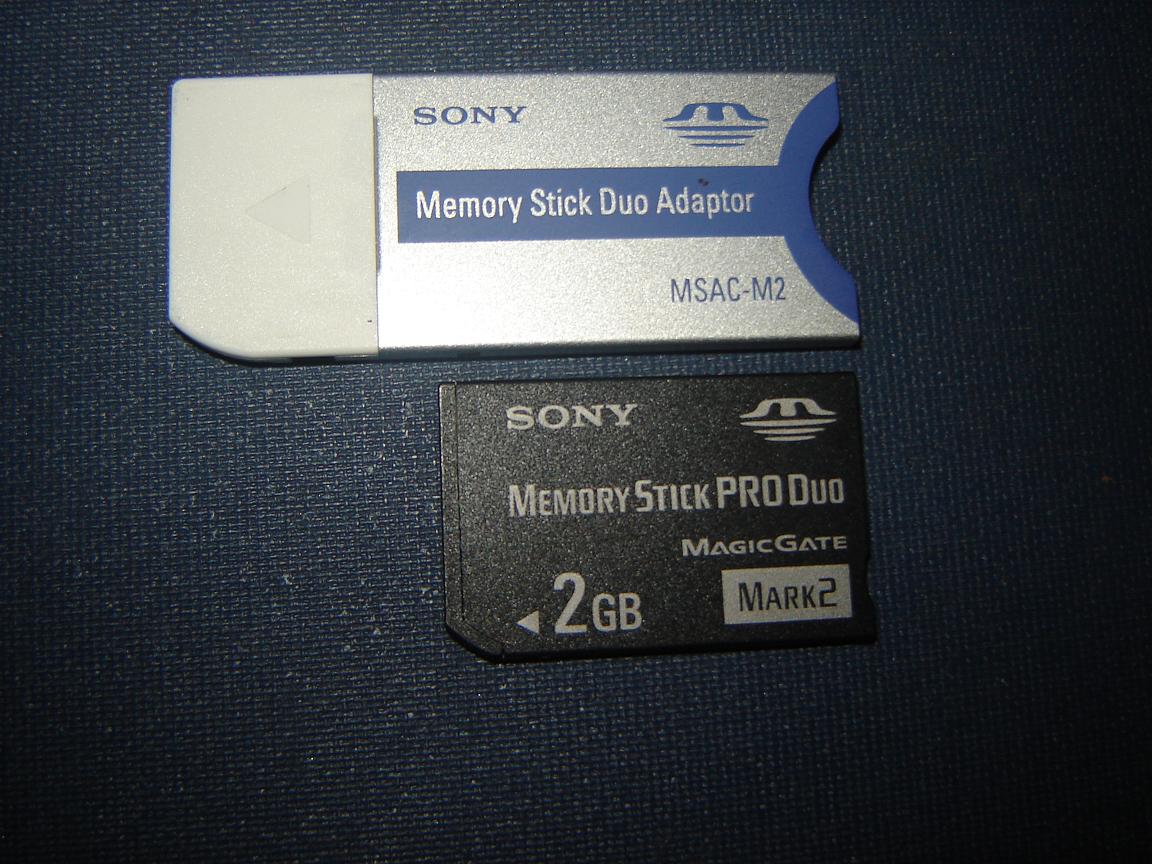 SONY
Memory Stick Duo Adaptor
MSAC-M2
SONY
MEMORY STICK PRO DUO
MAGICGATE
2GB
MARK2